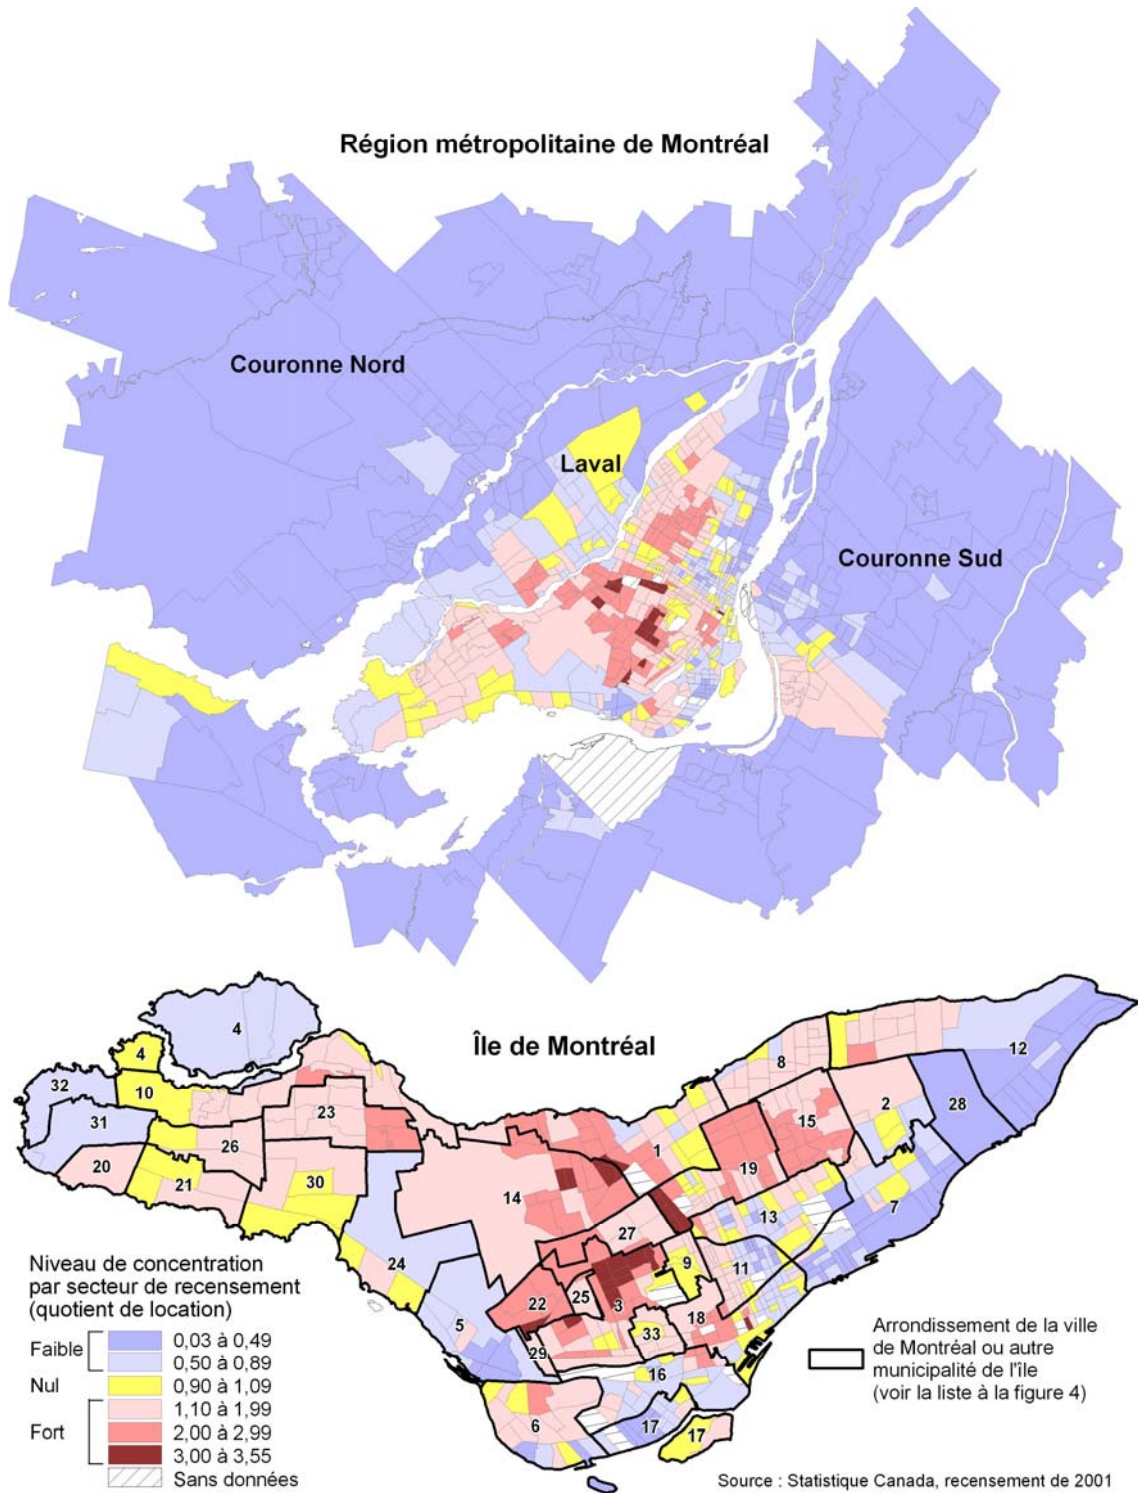 Région métropolitaine de Montréal
Couronne Nord
Laval
Couronne Sud
Île de Montréal
4
4
32
10
31
23
26
20
21
30
24
5
14
22
25
29
3
27
9
33
6
16
17
17
18
11
13
1
19
15
8
2
28
12
7
Niveau de concentration
par secteur de recensement
(quotient de location)
Faible
0,03 à 0,49
0,50 à 0,89
Nul
0,90 à 1,09
Fort
1,10 à 1,99
2,00 à 2,99
3,00 à 3,55
Sans données
Arrondissement de la ville
de Montréal ou autre
municipalité de l'île
(voir la liste à la figure 4)
Source : Statistique Canada, recensement de 2001